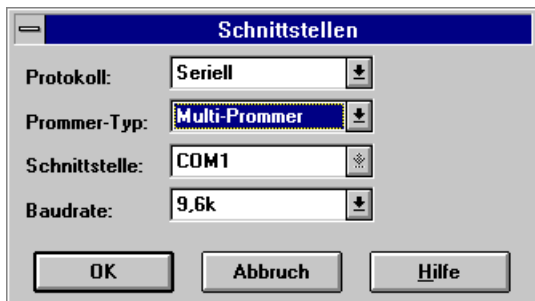 Schnittstellen
Protokoll: Seriell
Prommer-Typ: Multi-Prommer
Schnittstelle: COM1
Baudrate: 9,6k
OK Abbruch Hilfe